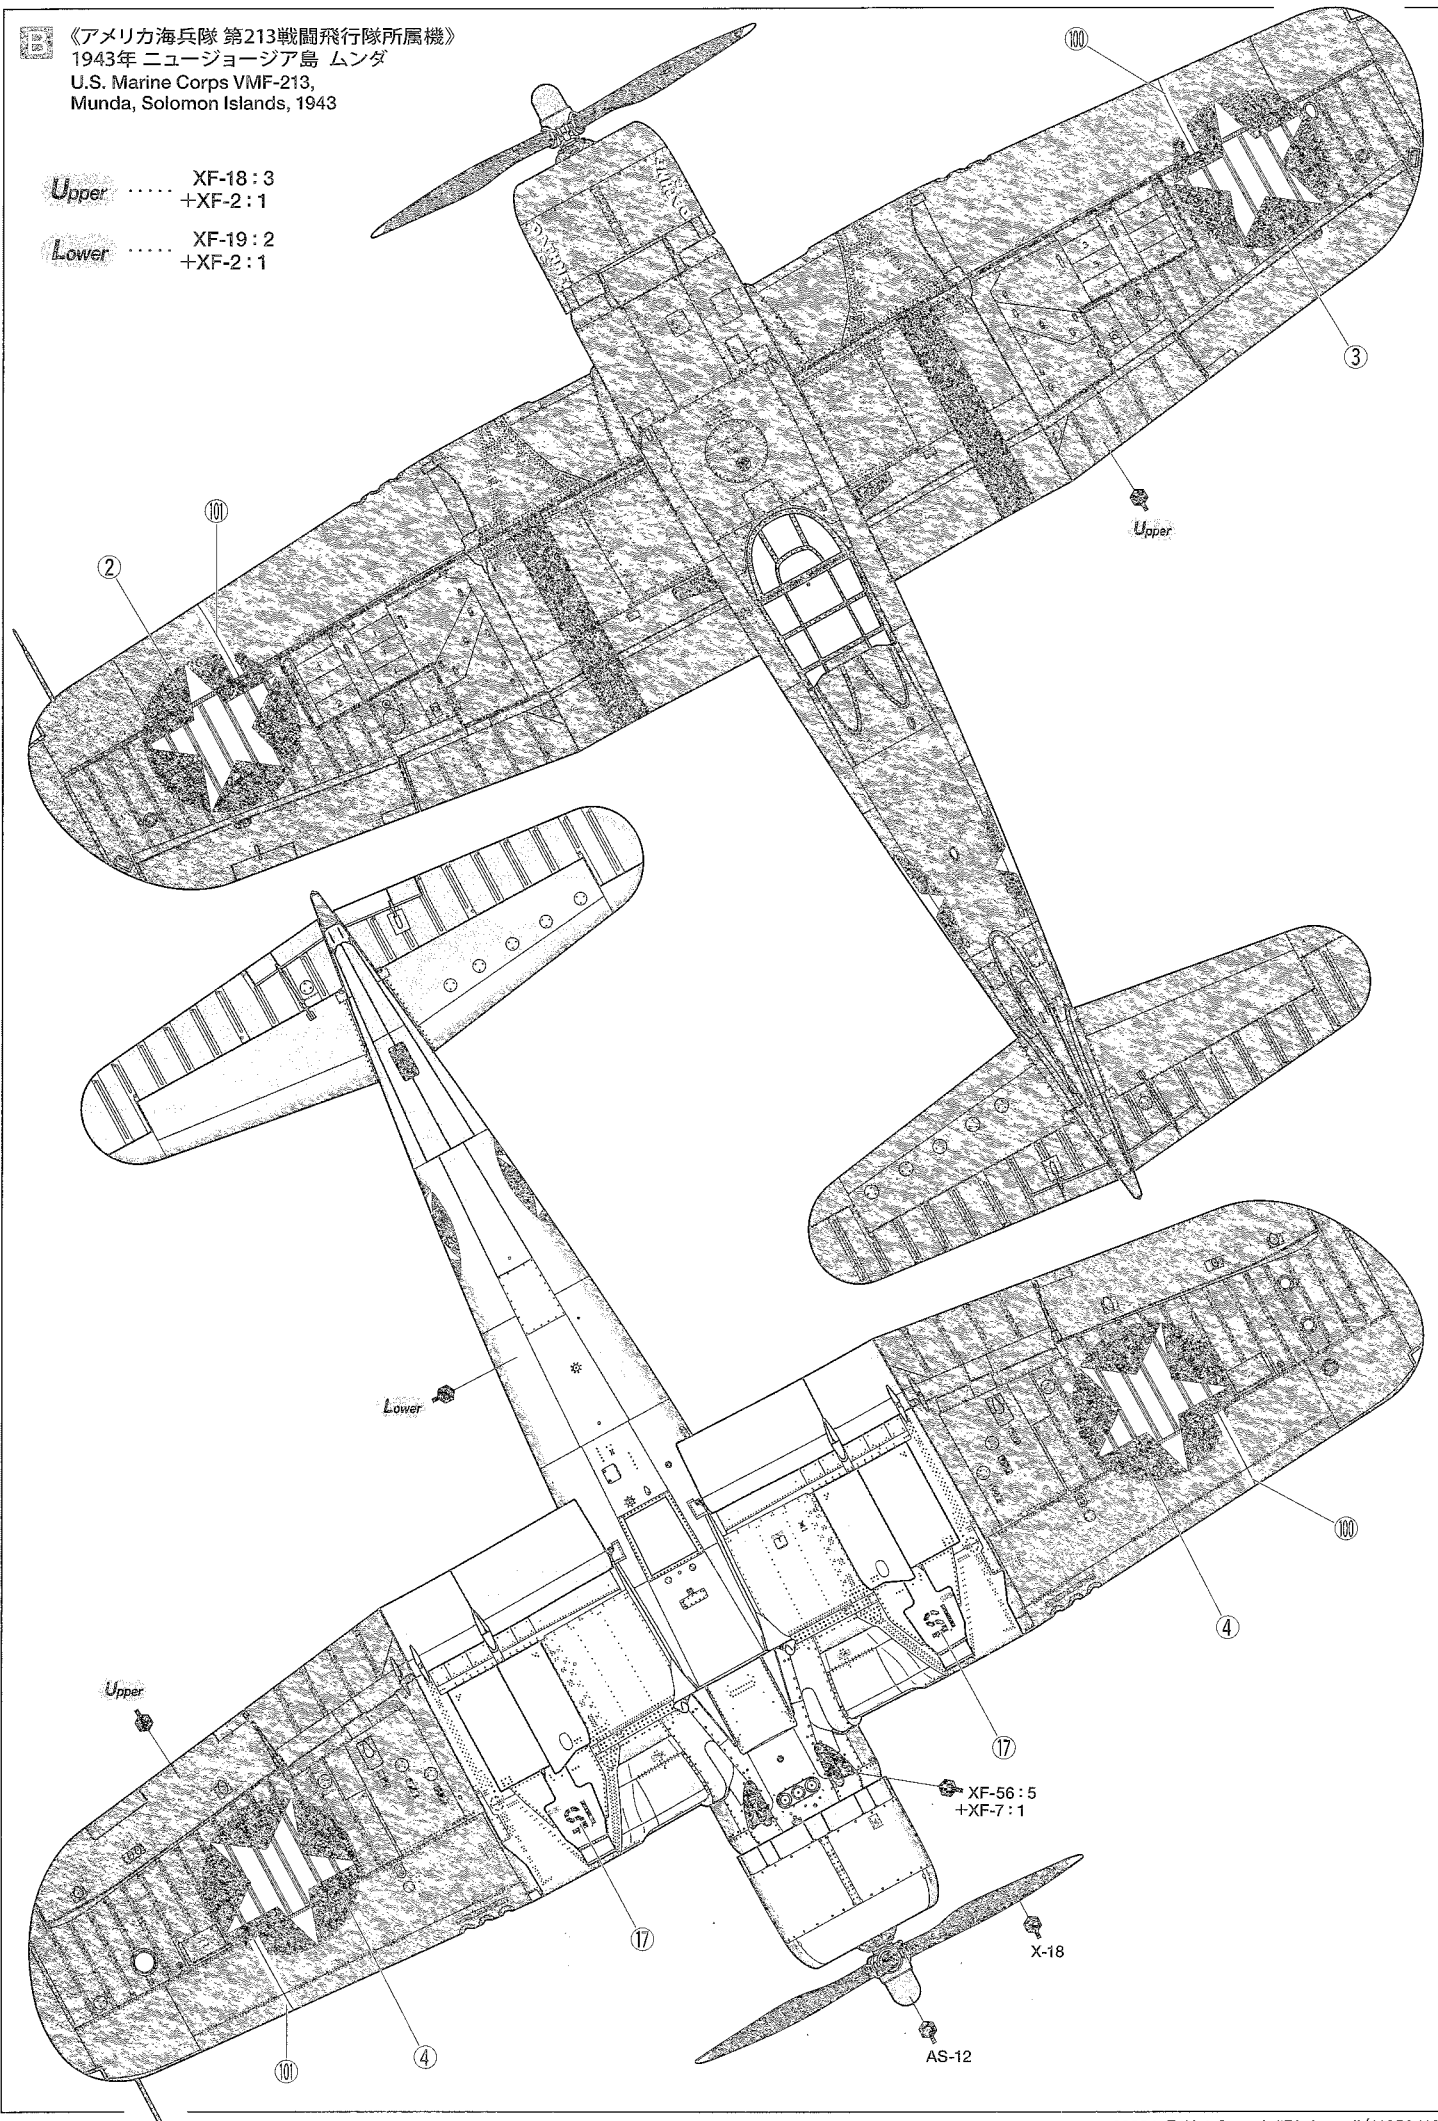 B
《アメリカ海兵隊 第213戦闘飛行隊所属機》
1943年 ニュージョージア島 ムンダ
U.S. Marine Corps VMF-213,
Munda, Solomon Islands, 1943
Upper ····· XF-18 : 3
+XF-2 : 1
Lower ····· XF-19 : 2
+XF-2 : 1
100
3
Upper
101
2
Lower
100
4
Upper
17
XF-56 : 5
+XF-7 : 1
17
X-18
AS-12
101
4